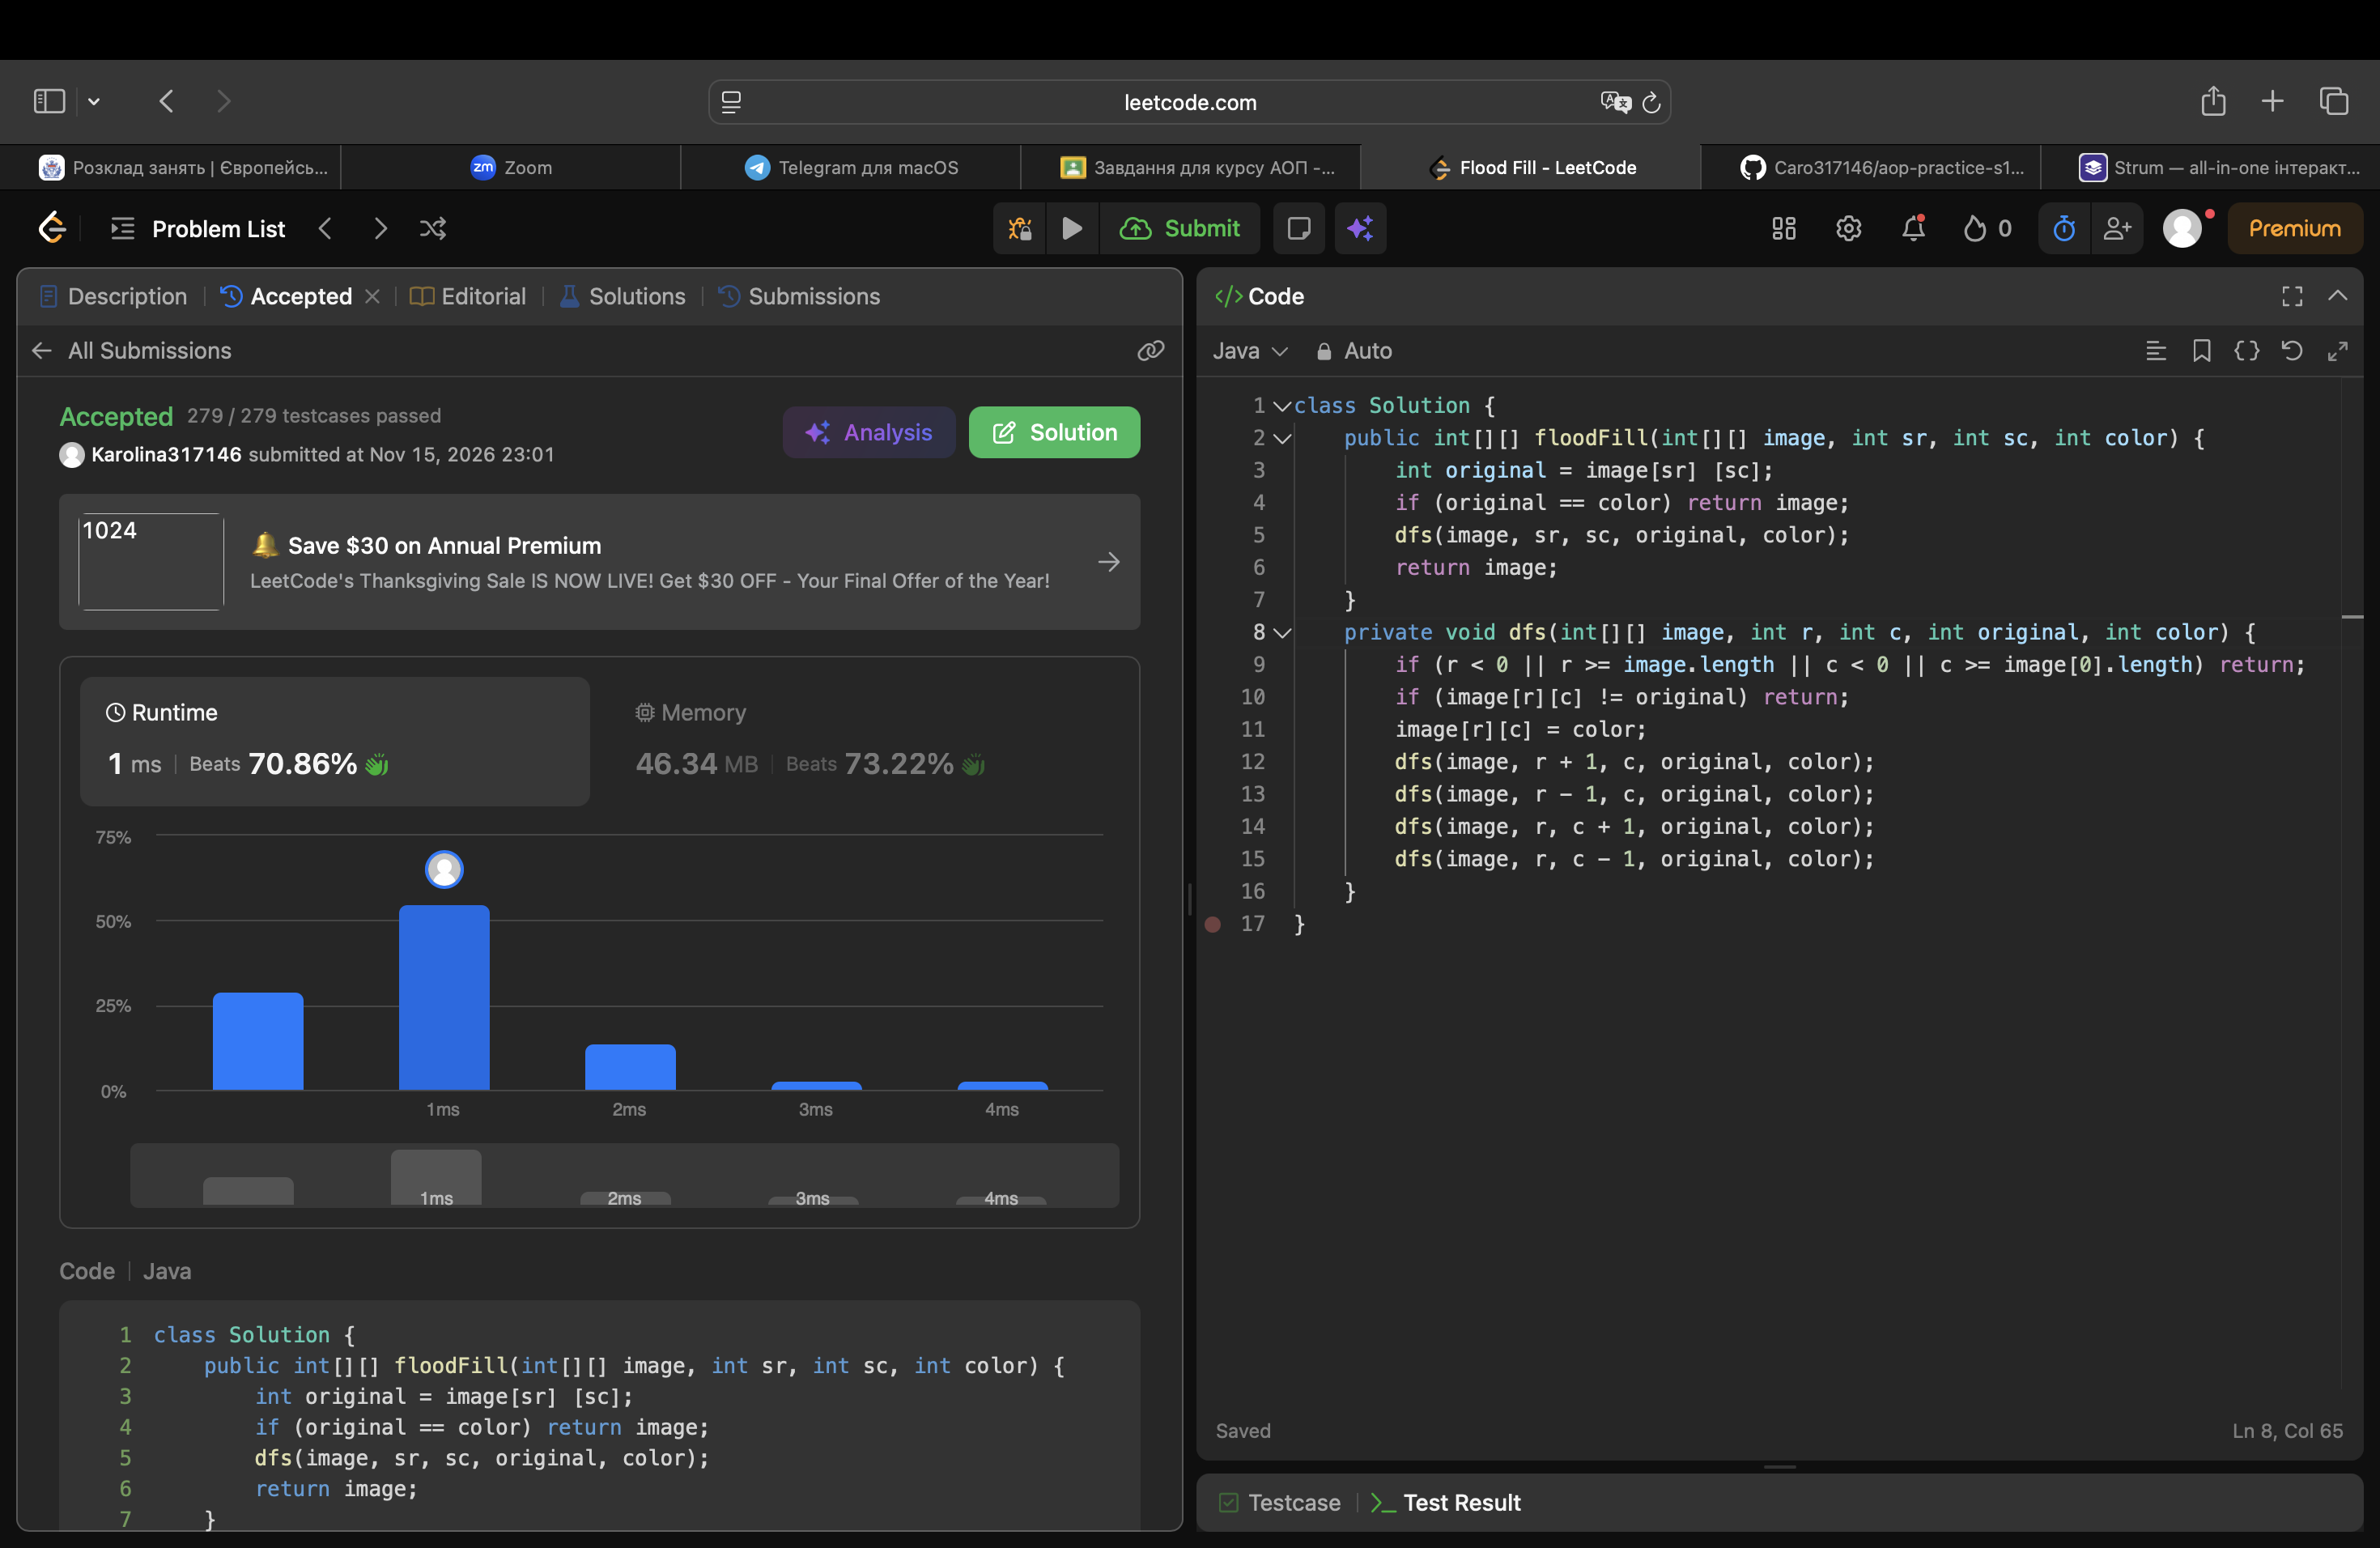 leetcode.com
Розклад занять | Європейсь...
zm Zoom
Telegram для macOS
Завдання для курсу АОП -...
Flood Fill - LeetCode
Caro317146/aop-practice-s1...
Strum — all-in-one інтеракт...
Problem List
Submit
0
Premium
Description
Accepted
Editorial
Solutions
Submissions
All Submissions
Accepted 279 / 279 testcases passed
Karolina317146 submitted at Nov 15, 2026 23:01
Analysis
Solution
1024
Save $30 on Annual Premium
LeetCode's Thanksgiving Sale IS NOW LIVE! Get $30 OFF - Your Final Offer of the Year!
Runtime
1 ms | Beats 70.86%
Memory
46.34 MB | Beats 73.22%
75%
50%
25%
0%
1ms 2ms 3ms 4ms
1ms 2ms 3ms 4ms
Code | Java
1 class Solution {
2     public int[][] floodFill(int[][] image, int sr, int sc, int color) {
3         int original = image[sr] [sc];
4         if (original == color) return image;
5         dfs(image, sr, sc, original, color);
6         return image;
7     }
</> Code
Java
Auto
1 class Solution {
2     public int[][] floodFill(int[][] image, int sr, int sc, int color) {
3         int original = image[sr] [sc];
4         if (original == color) return image;
5         dfs(image, sr, sc, original, color);
6         return image;
7     }
8     private void dfs(int[][] image, int r, int c, int original, int color) {
9         if (r < 0 || r >= image.length || c < 0 || c >= image[0].length) return;
10         if (image[r][c] != original) return;
11         image[r][c] = color;
12         dfs(image, r + 1, c, original, color);
13         dfs(image, r - 1, c, original, color);
14         dfs(image, r, c + 1, original, color);
15         dfs(image, r, c - 1, original, color);
16     }
17 }
Saved
Ln 8, Col 65
Testcase
>_ Test Result